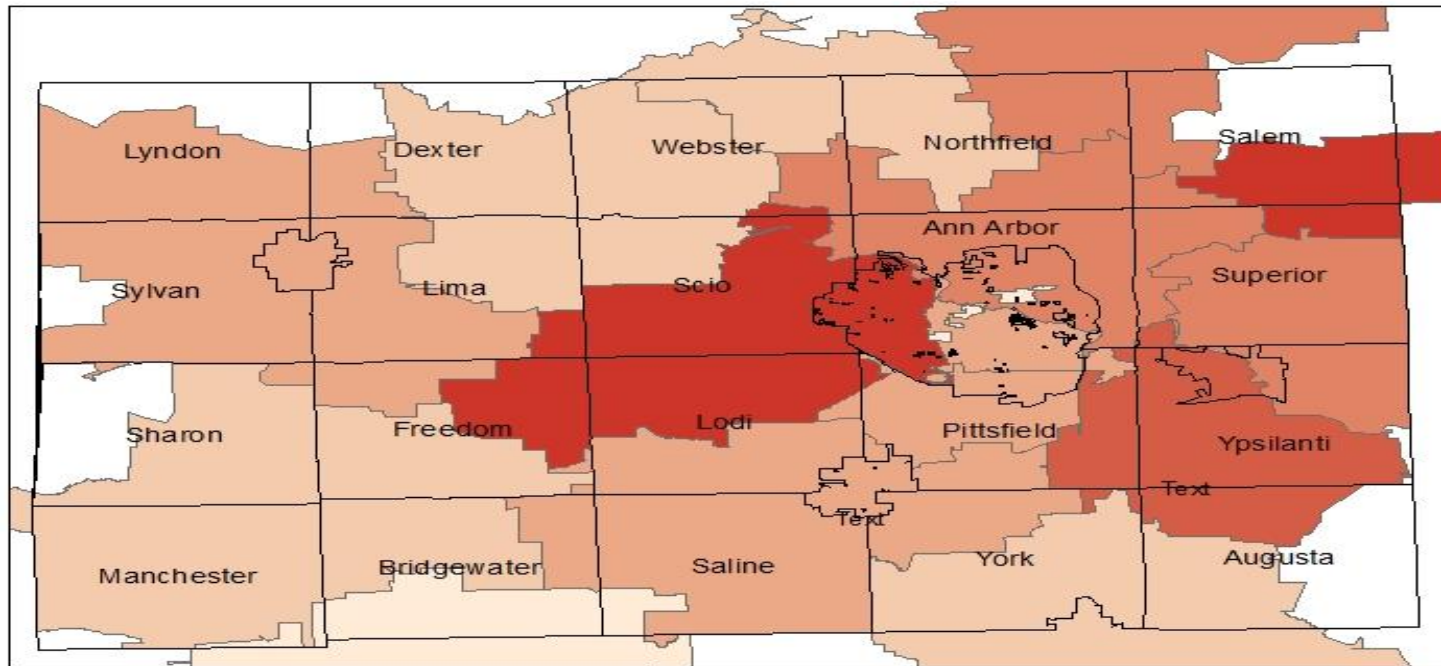 Lyndon
Dexter
Webster
Northfield
Salem
Sylvan
Lima
Scio
Ann Arbor
Superior
Sharon
Freedom
Lodi
Pittsfield
Ypsilanti
Text
Text
Manchester
Bridgewater
Saline
York
Augusta